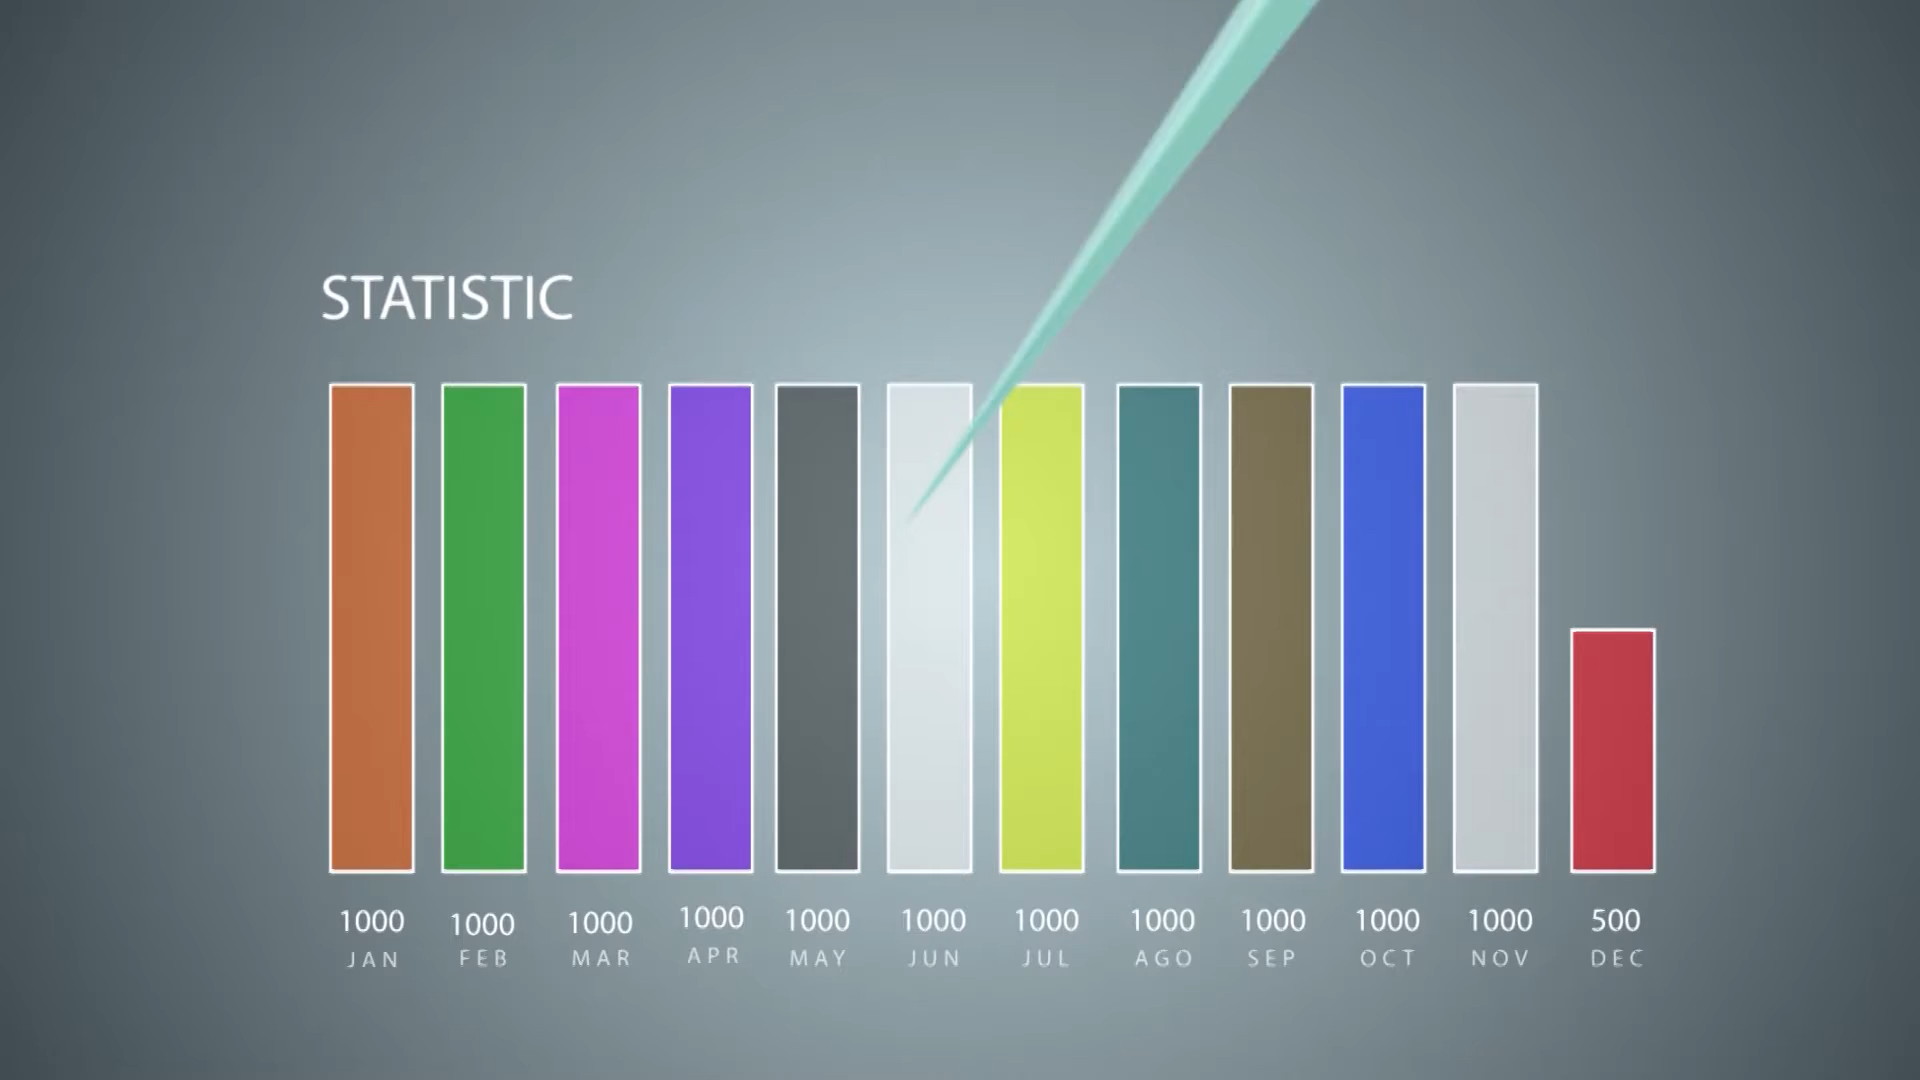 STATISTIC
1000 1000 1000 1000 1000 1000 1000 1000 1000 1000 1000 500
JAN FEB MAR APR MAY JUN JUL AGO SEP OCT NOV DEC